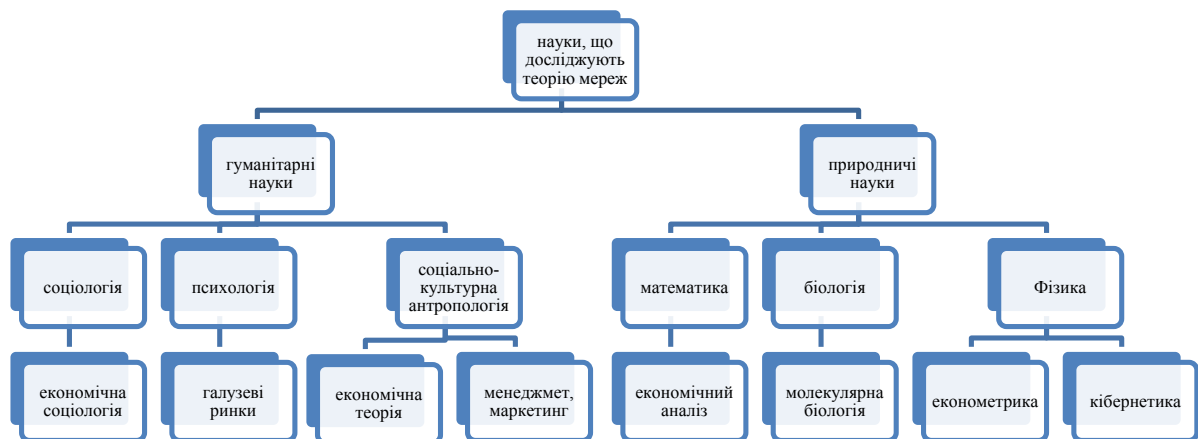 науки, що
досліджують
теорію мереж
гуманітарні
науки
природничі
науки
соціологія
психологія
соціально-
культурна
антропологія
математика
біологія
Фізика
економічна
соціологія
галузеві
ринки
економічна
теорія
менеджмет,
маркетинг
економічний
аналіз
молекулярна
біологія
економетрика
кібернетика